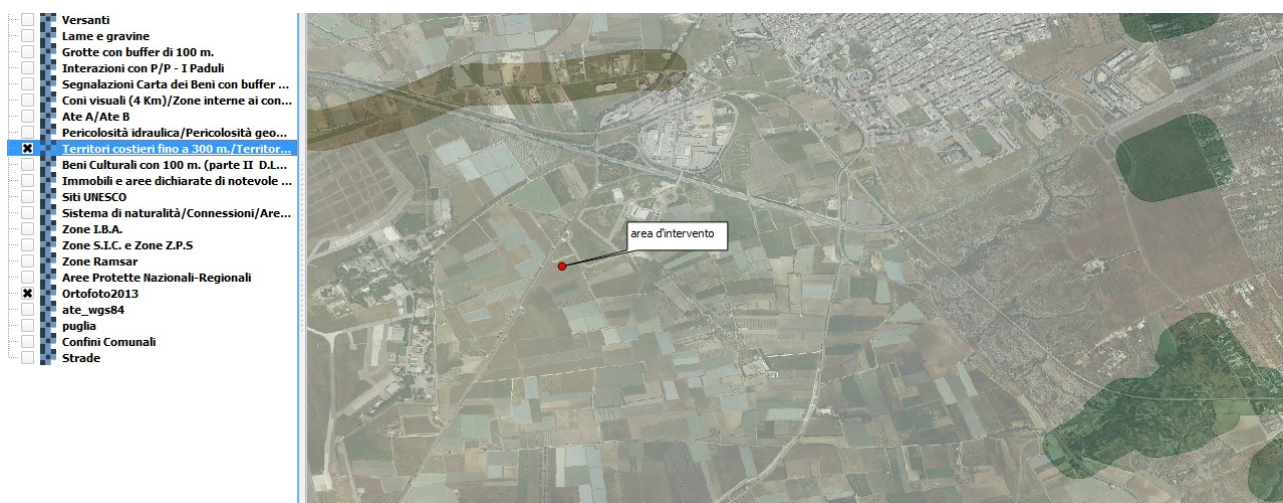 Versanti
Lame e gravine
Grotte con buffer di 100 m.
Interazioni con P/P - I Paduli
Segnalazioni Carta dei Beni con buffer ...
Coni visuali (4 Km)/Zone interne ai con...
Ate A/Ate B
Pericolosità idraulica/Pericolosità geo...
Territori costieri fino a 300 m./Territor...
Beni Culturali con 100 m. (parte II D.L...
Immobili e aree dichiarate di notevole ...
Siti UNESCO
Sistema di naturalità/Connessioni/Are...
Zone I.B.A.
Zone S.I.C. e Zone Z.P.S
Zone Ramsar
Aree Protette Nazionali-Regionali
Ortofoto2013
ate_wgs84
puglia
Confini Comunali
Strade
area d'intervento